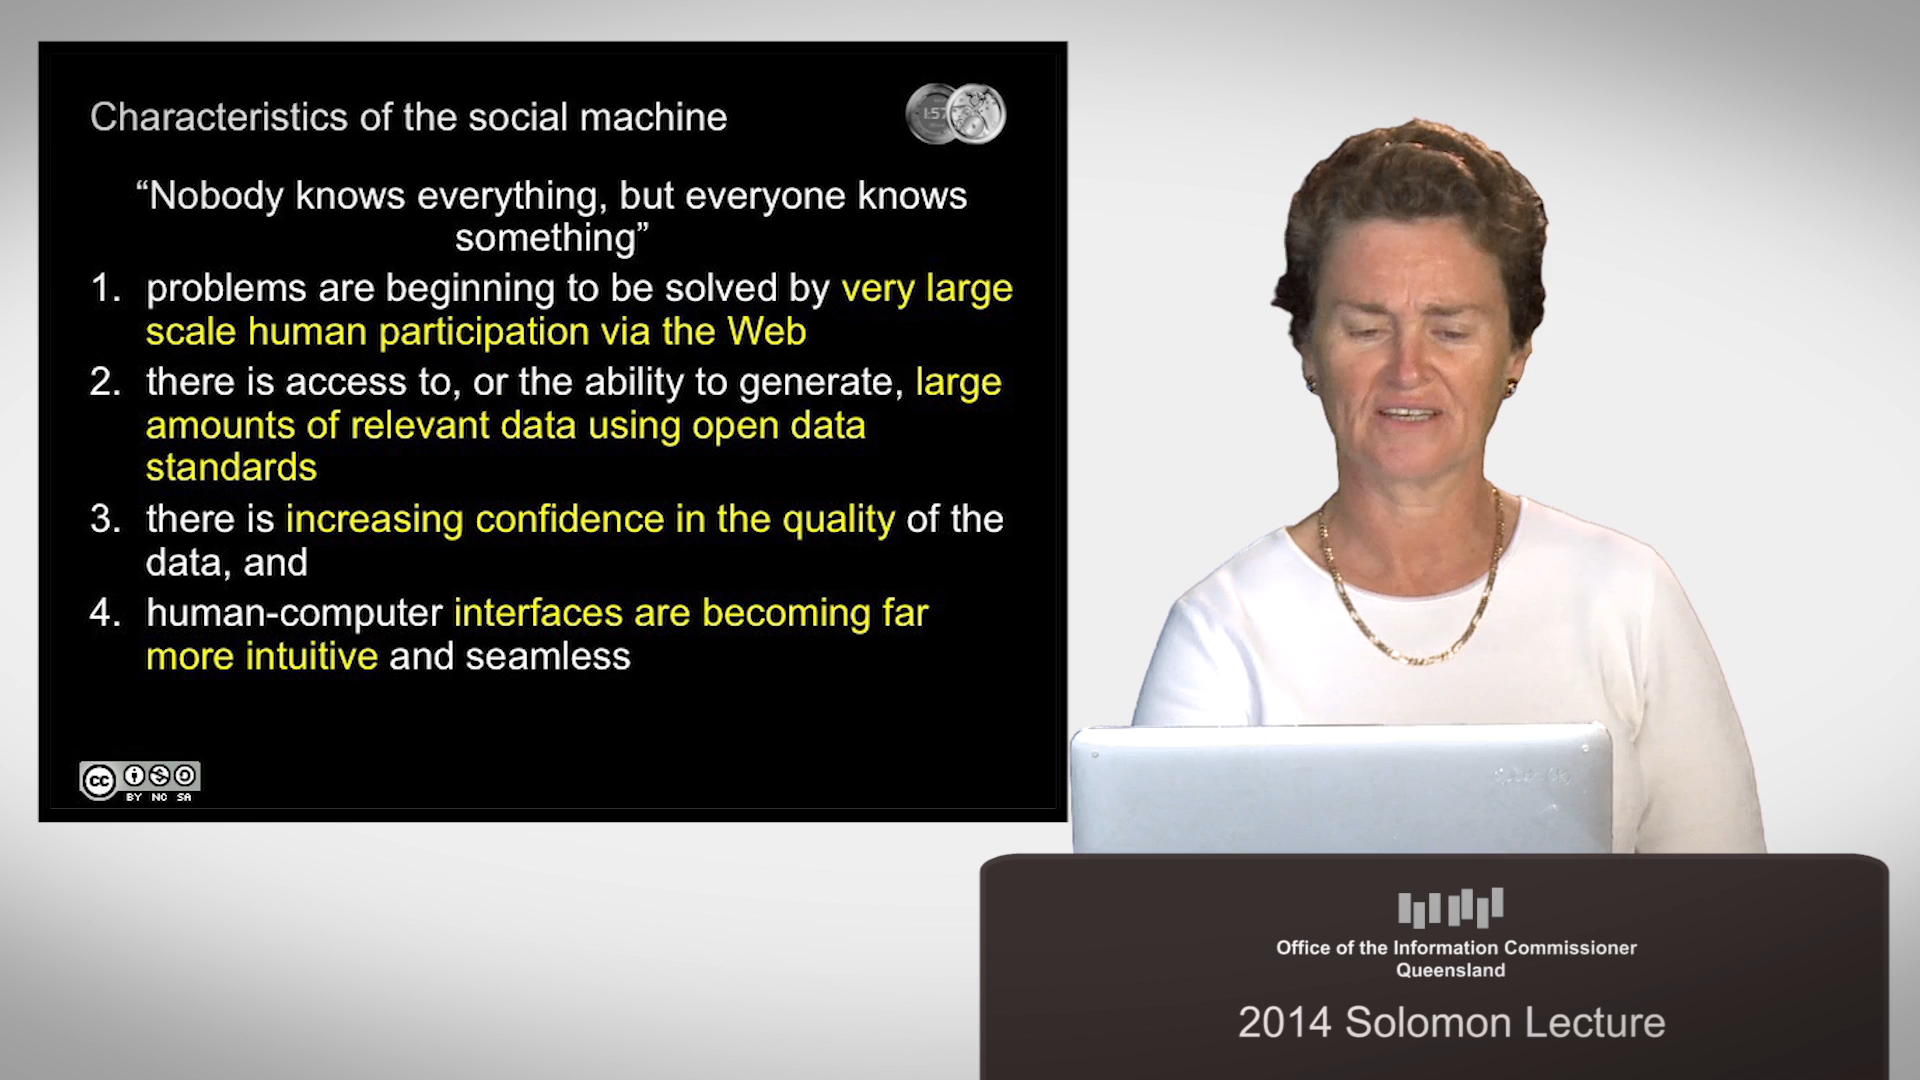 Characteristics of the social machine
“Nobody knows everything, but everyone knows
something”
1. problems are beginning to be solved by very large
scale human participation via the Web
2. there is access to, or the ability to generate, large
amounts of relevant data using open data
standards
3. there is increasing confidence in the quality of the
data, and
4. human-computer interfaces are becoming far
more intuitive and seamless
cc
BY NC SA
Office of the Information Commissioner
Queensland
2014 Solomon Lecture